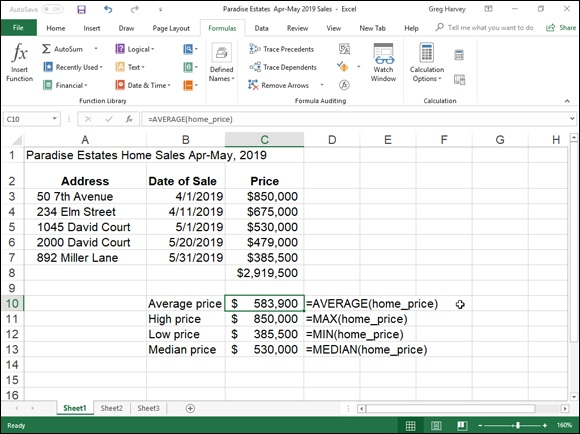 AutoSave Off Paradise Estates Apr-May 2019 Sales - Excel Greg Harvey
File Home Insert Draw Page Layout Formulas Data Review View New Tab Help Tell me what you want to do Share
Insert Function
AutoSum
Recently Used
Financial
Logical
Text
Date & Time
Function Library
Defined Names
Trace Precedents
Trace Dependents
Remove Arrows
Formula Auditing
Watch Window
Calculation Options
Calculation
C10 fx =AVERAGE(home_price)
A B C D E F G H
1 Paradise Estates Home Sales Apr-May, 2019
2 Address Date of Sale Price
3 50 7th Avenue 4/1/2019 $850,000
4 234 Elm Street 4/11/2019 $675,000
5 1045 David Court 5/1/2019 $530,000
6 2000 David Court 5/20/2019 $479,000
7 892 Miller Lane 5/31/2019 $385,500
8 $2,919,500
9
10 Average price $ 583,900 =AVERAGE(home_price)
11 High price $ 850,000 =MAX(home_price)
12 Low price $ 385,500 =MIN(home_price)
13 Median price $ 530,000 =MEDIAN(home_price)
14
15
16
Sheet1 Sheet2 Sheet3
Ready 160%